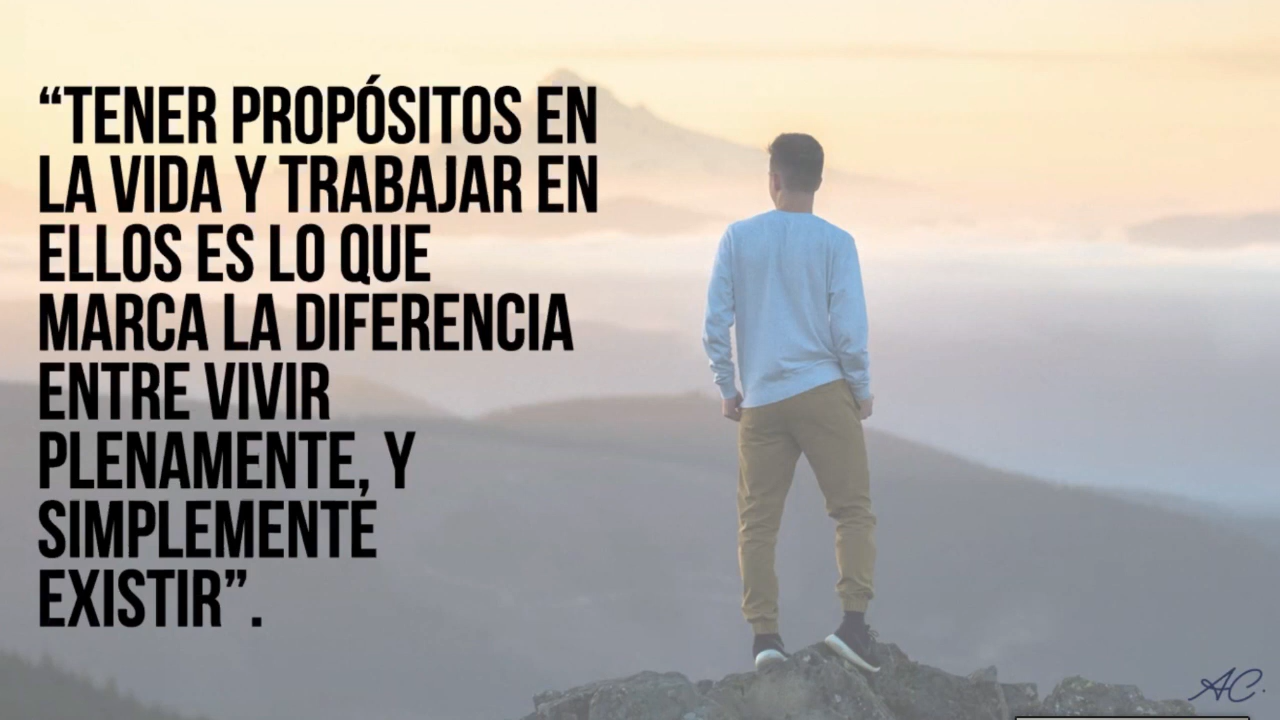 “TENER PROPÓSITOS EN
LA VIDA Y TRABAJAR EN
ELLOS ES LO QUE
MARCA LA DIFERENCIA
ENTRE VIVIR
PLENAMENTE, Y
SIMPLEMENTE
EXISTIR”.
AC.